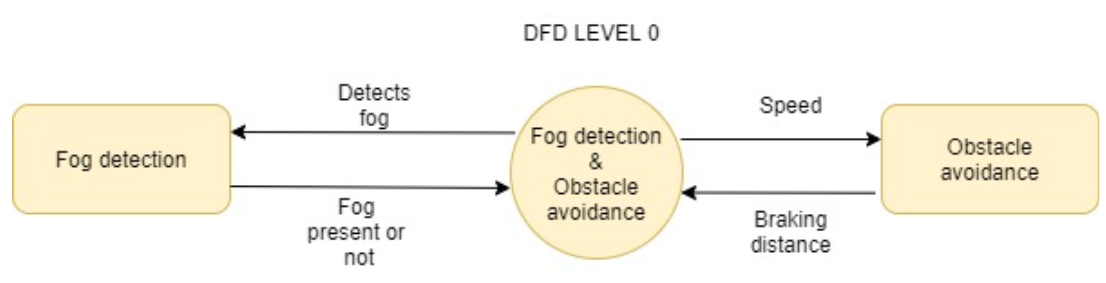 DFD LEVEL 0
Detects
fog
Speed
Fog detection
Fog detection
&
Obstacle
avoidance
Obstacle
avoidance
Fog
present or
not
Braking
distance